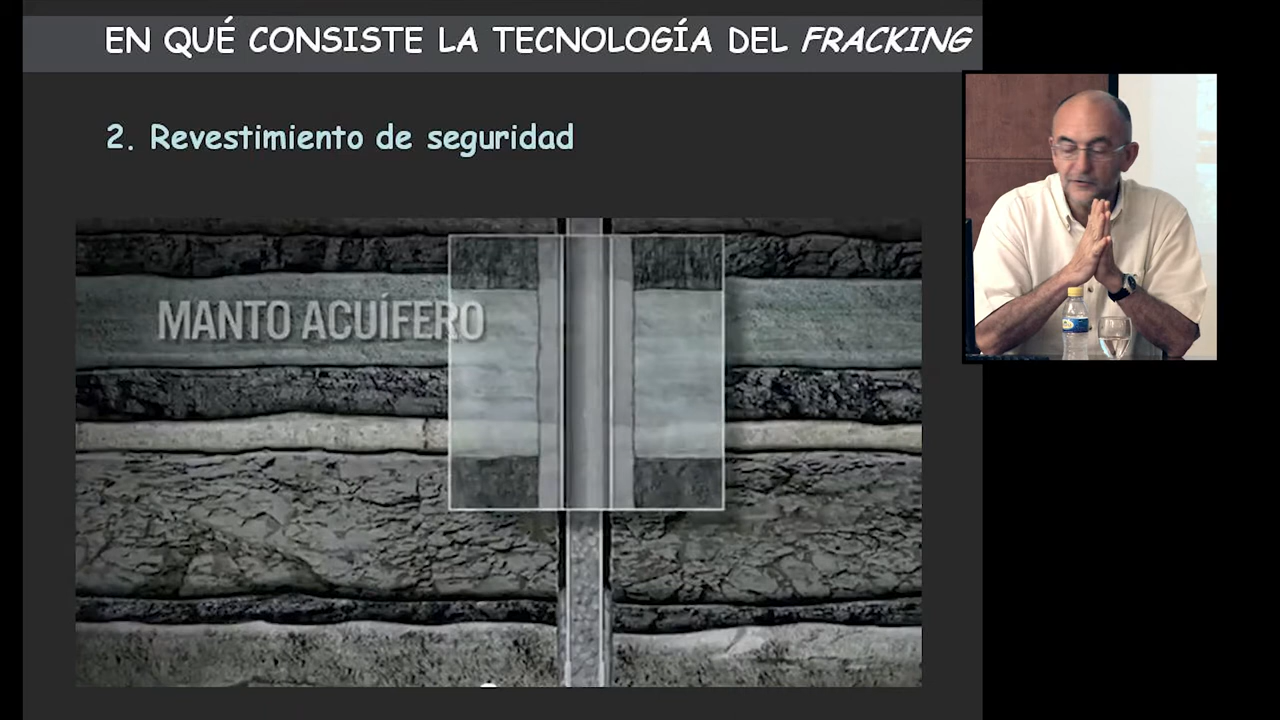 EN QUÉ CONSISTE LA TECNOLOGÍA DEL FRACKING
2. Revestimiento de seguridad
MANTO ACUÍFERO